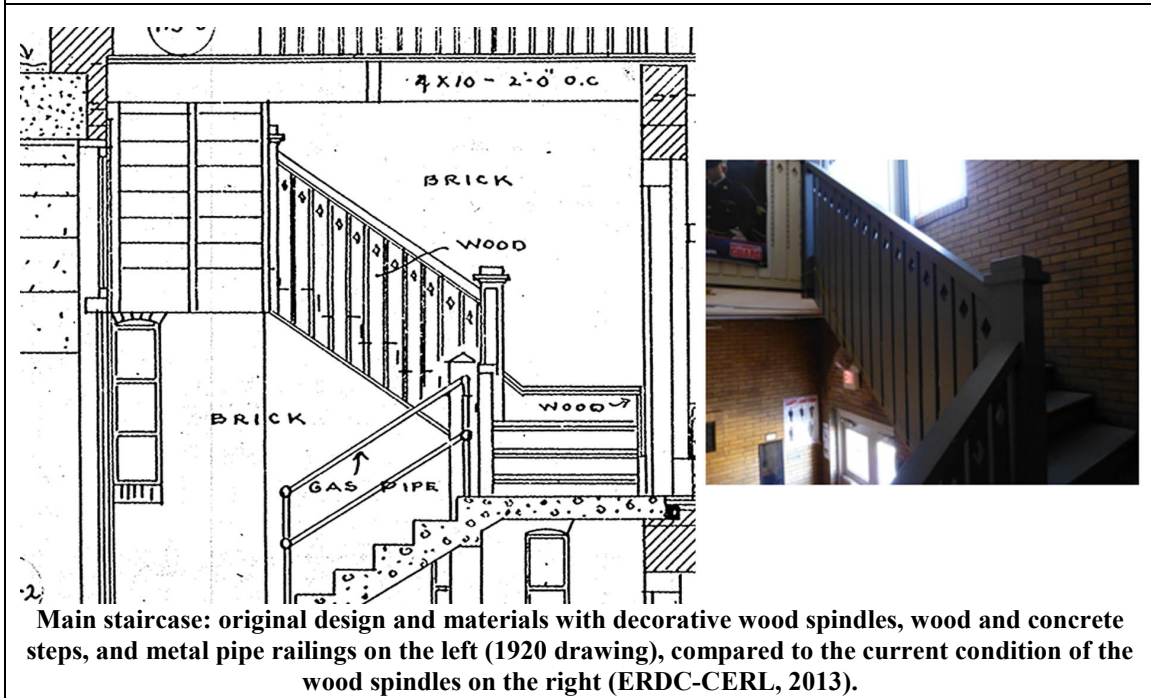 4 X 10 - 2'-0" O.C
BRICK
WOOD
WOOD
BRICK
GAS PIPE
Main staircase: original design and materials with decorative wood spindles, wood and concrete
steps, and metal pipe railings on the left (1920 drawing), compared to the current condition of the
wood spindles on the right (ERDC-CERL, 2013).